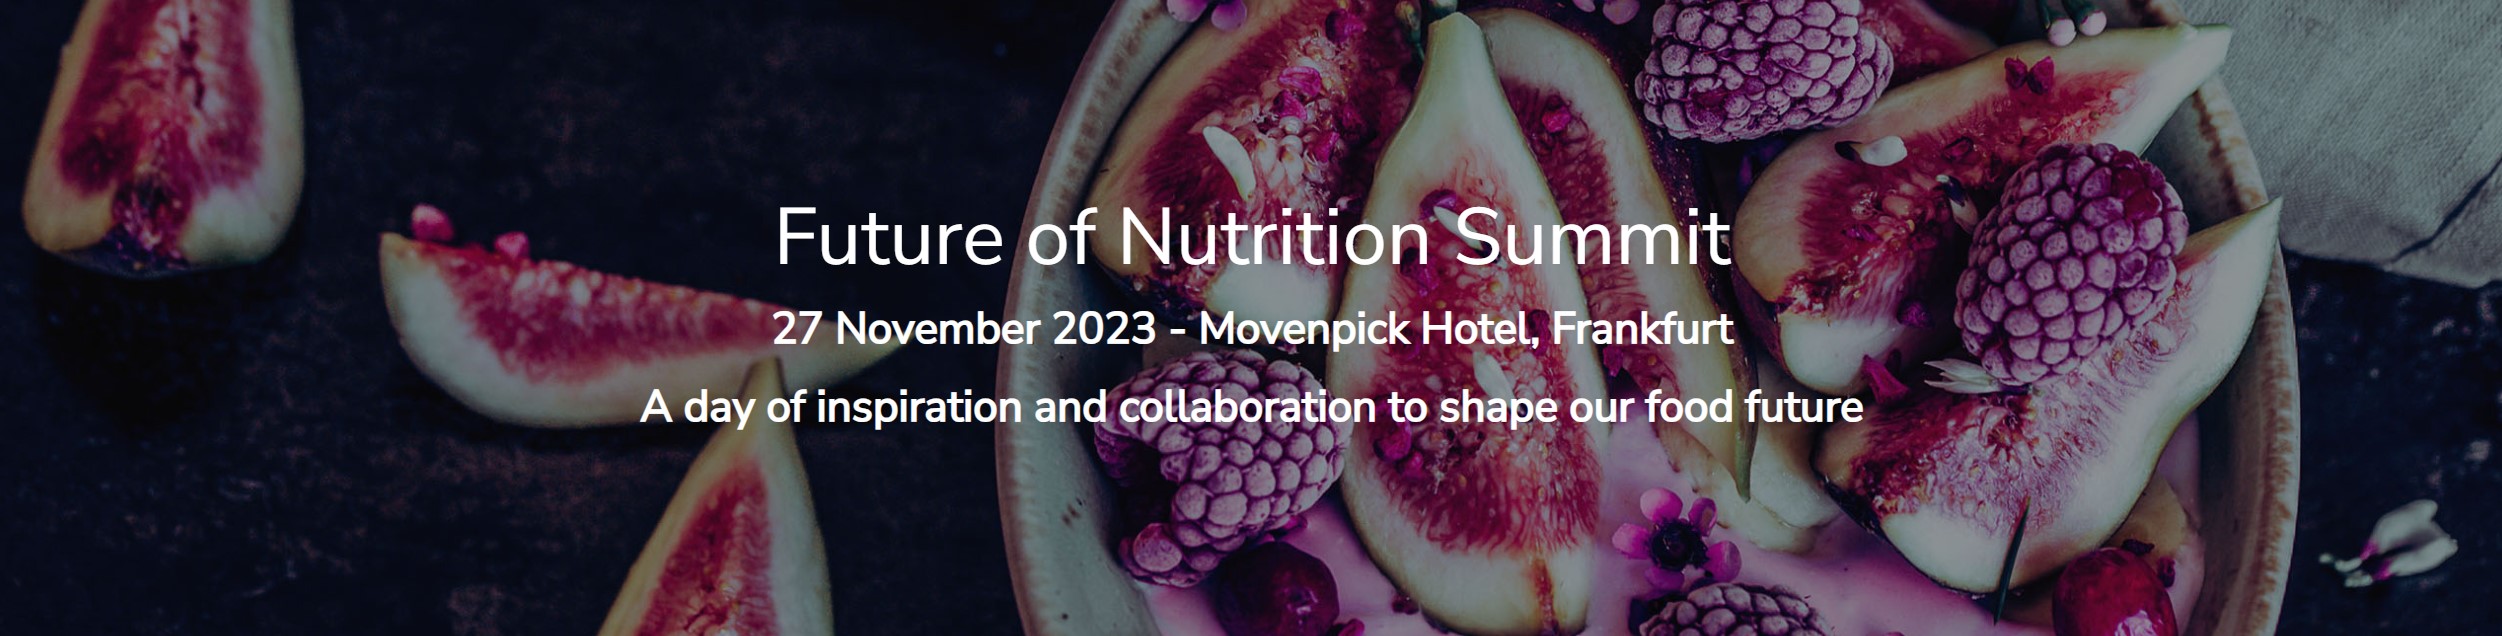 Future of Nutrition Summit
27 November 2023 - Movenpick Hotel, Frankfurt
A day of inspiration and collaboration to shape our food future